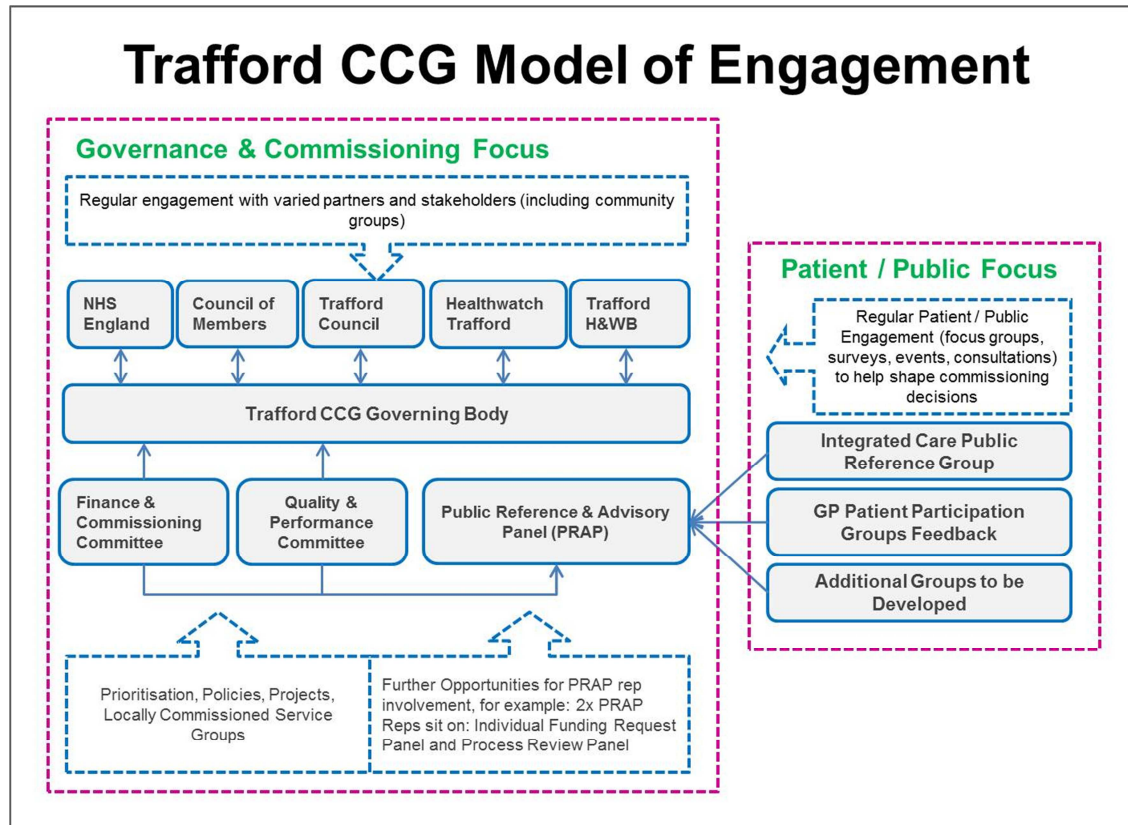 Trafford CCG Model of Engagement
Governance & Commissioning Focus
Regular engagement with varied partners and stakeholders (including community
groups)
NHS
England
Council of
Members
Trafford
Council
Healthwatch
Trafford
Trafford
H&WB
Trafford CCG Governing Body
Finance &
Commissioning
Committee
Quality &
Performance
Committee
Public Reference & Advisory
Panel (PRAP)
Prioritisation, Policies, Projects,
Locally Commissioned Service
Groups
Further Opportunities for PRAP rep
involvement, for example: 2x PRAP
Reps sit on: Individual Funding Request
Panel and Process Review Panel
Patient / Public Focus
Regular Patient / Public
Engagement (focus groups,
surveys, events, consultations)
to help shape commissioning
decisions
Integrated Care Public
Reference Group
GP Patient Participation
Groups Feedback
Additional Groups to be
Developed